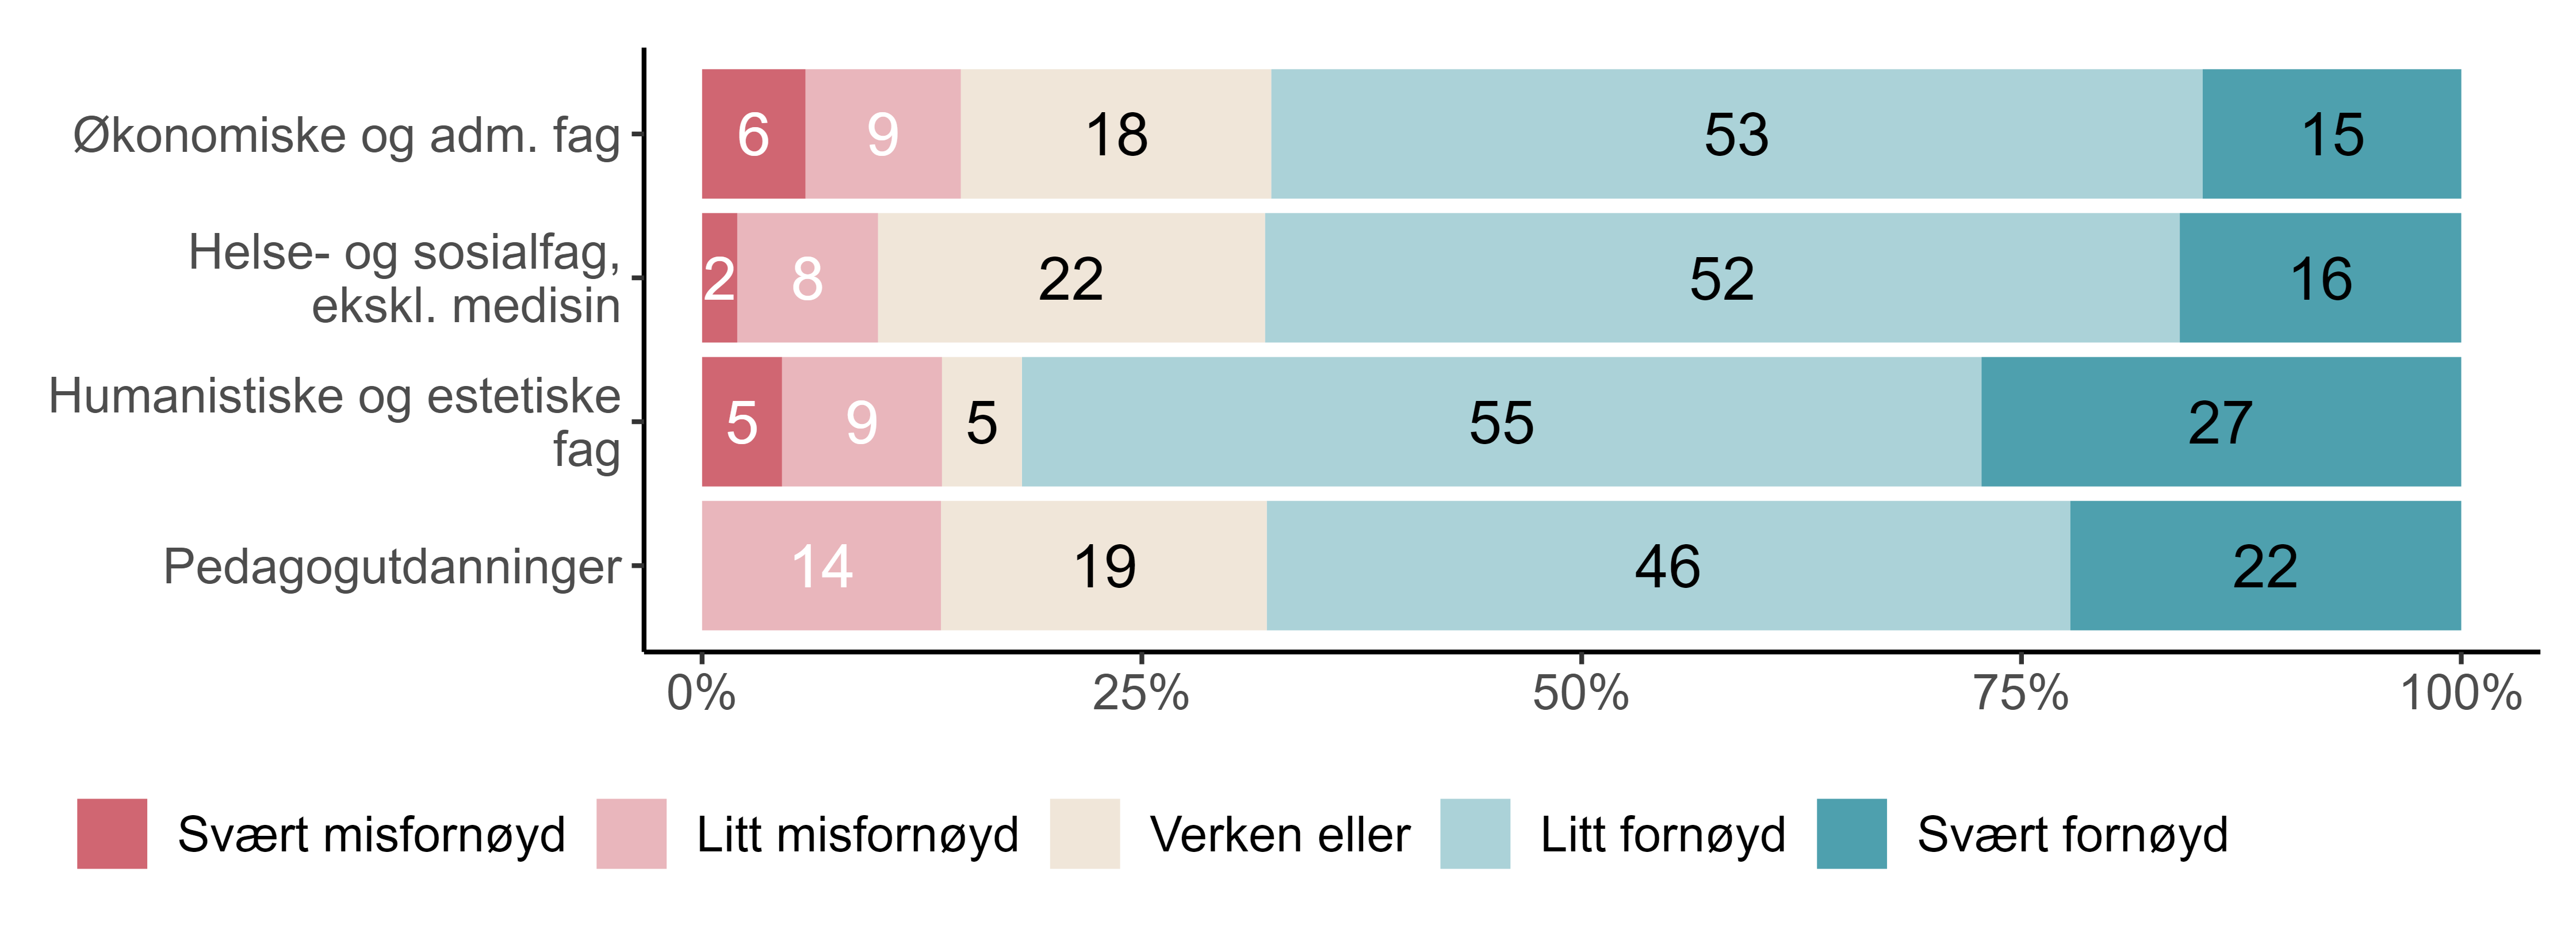 Økonomiske og adm. fag 6 9 18 53 15
Helse- og sosialfag,
ekskl. medisin 2 8 22 52 16
Humanistiske og estetiske
fag 5 9 5 55 27
Pedagogutdanninger 14 19 46 22
0% 25% 50% 75% 100%
Svært misfornøyd Litt misfornøyd Verken eller Litt fornøyd Svært fornøyd